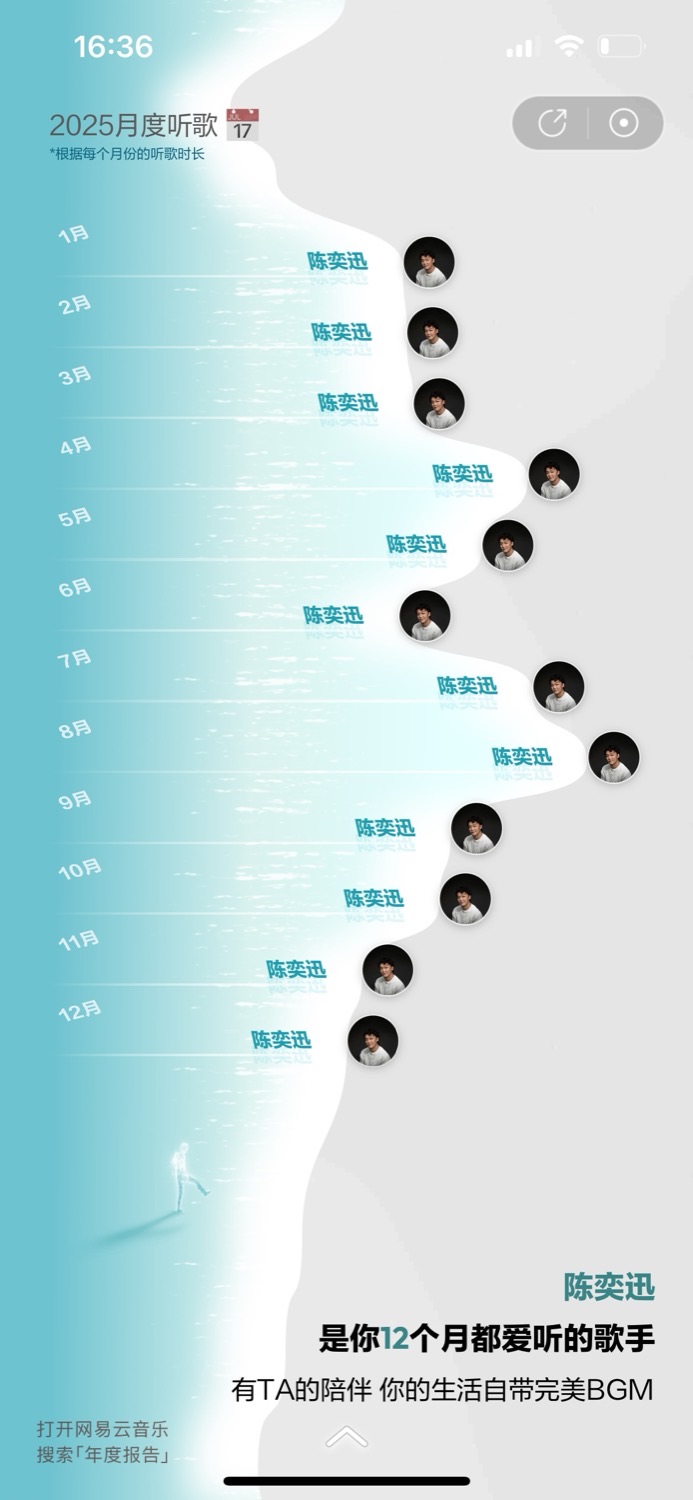 16:36
2025月度听歌
JUL
17
*根据每个月份的听歌时长
1月
陈奕迅
2月
陈奕迅
3月
陈奕迅
4月
陈奕迅
5月
陈奕迅
6月
陈奕迅
7月
陈奕迅
8月
陈奕迅
9月
陈奕迅
10月
陈奕迅
11月
陈奕迅
12月
陈奕迅
陈奕迅
是你12个月都爱听的歌手
有TA的陪伴 你的生活自带完美BGM
打开网易云音乐
搜索「年度报告」